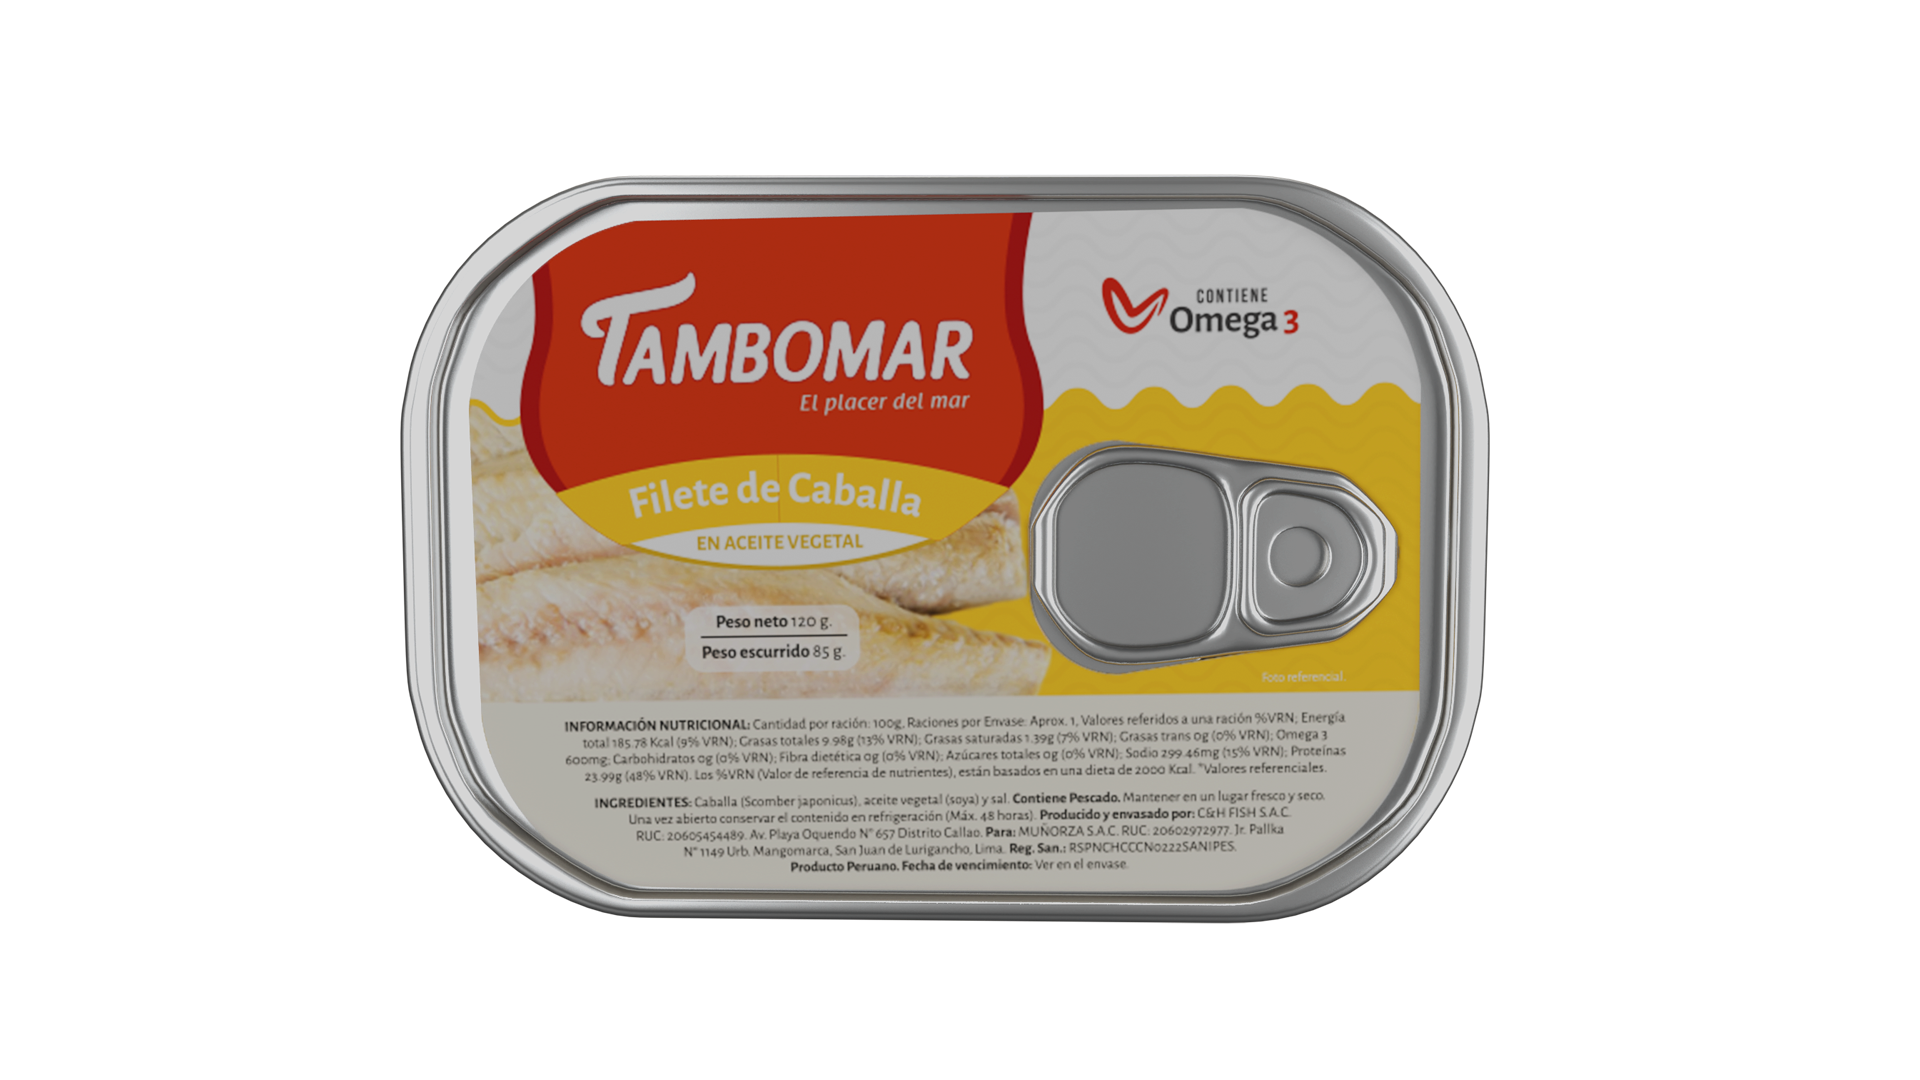 TAMBOMAR
El placer del mar
CONTIENE
Omega 3
Filete de Caballa
EN ACEITE VEGETAL
Peso neto 120 g.
Peso escurrido 85 g.
Foto referencial.
INFORMACIÓN NUTRICIONAL: Cantidad por ración: 100g, Raciones por Envase: Aprox. 1, Valores referidos a una ración %VRN; Energía
total 185.78 Kcal (9% VRN); Grasas totales 9.98g (13% VRN); Grasas saturadas 1.39g (7% VRN); Grasas trans 0g (0% VRN); Omega 3
600mg; Carbohidratos 0g (0% VRN); Fibra dietética 0g (0% VRN); Azúcares totales 0g (0% VRN); Sodio 299.46mg (15% VRN); Proteínas
23.99g (48% VRN). Los %VRN (Valor de referencia de nutrientes), están basados en una dieta de 2000 Kcal. *Valores referenciales.
INGREDIENTES: Caballa (Scomber japonicus), aceite vegetal (soya) y sal. Contiene Pescado. Mantener en un lugar fresco y seco.
Una vez abierto conservar el contenido en refrigeración (Máx. 48 horas). Producido y envasado por: C&H FISH S.A.C.
RUC: 20605454489. Av. Playa Oquendo N° 657 Distrito Callao. Para: MUÑORZA S.A.C. RUC: 20602972977. Jr. Pallka
N° 1149 Urb. Mangomarca, San Juan de Lurigancho, Lima. Reg. San.: RSPNCHCCCN0222SANIPES.
Producto Peruano. Fecha de vencimiento: Ver en el envase.